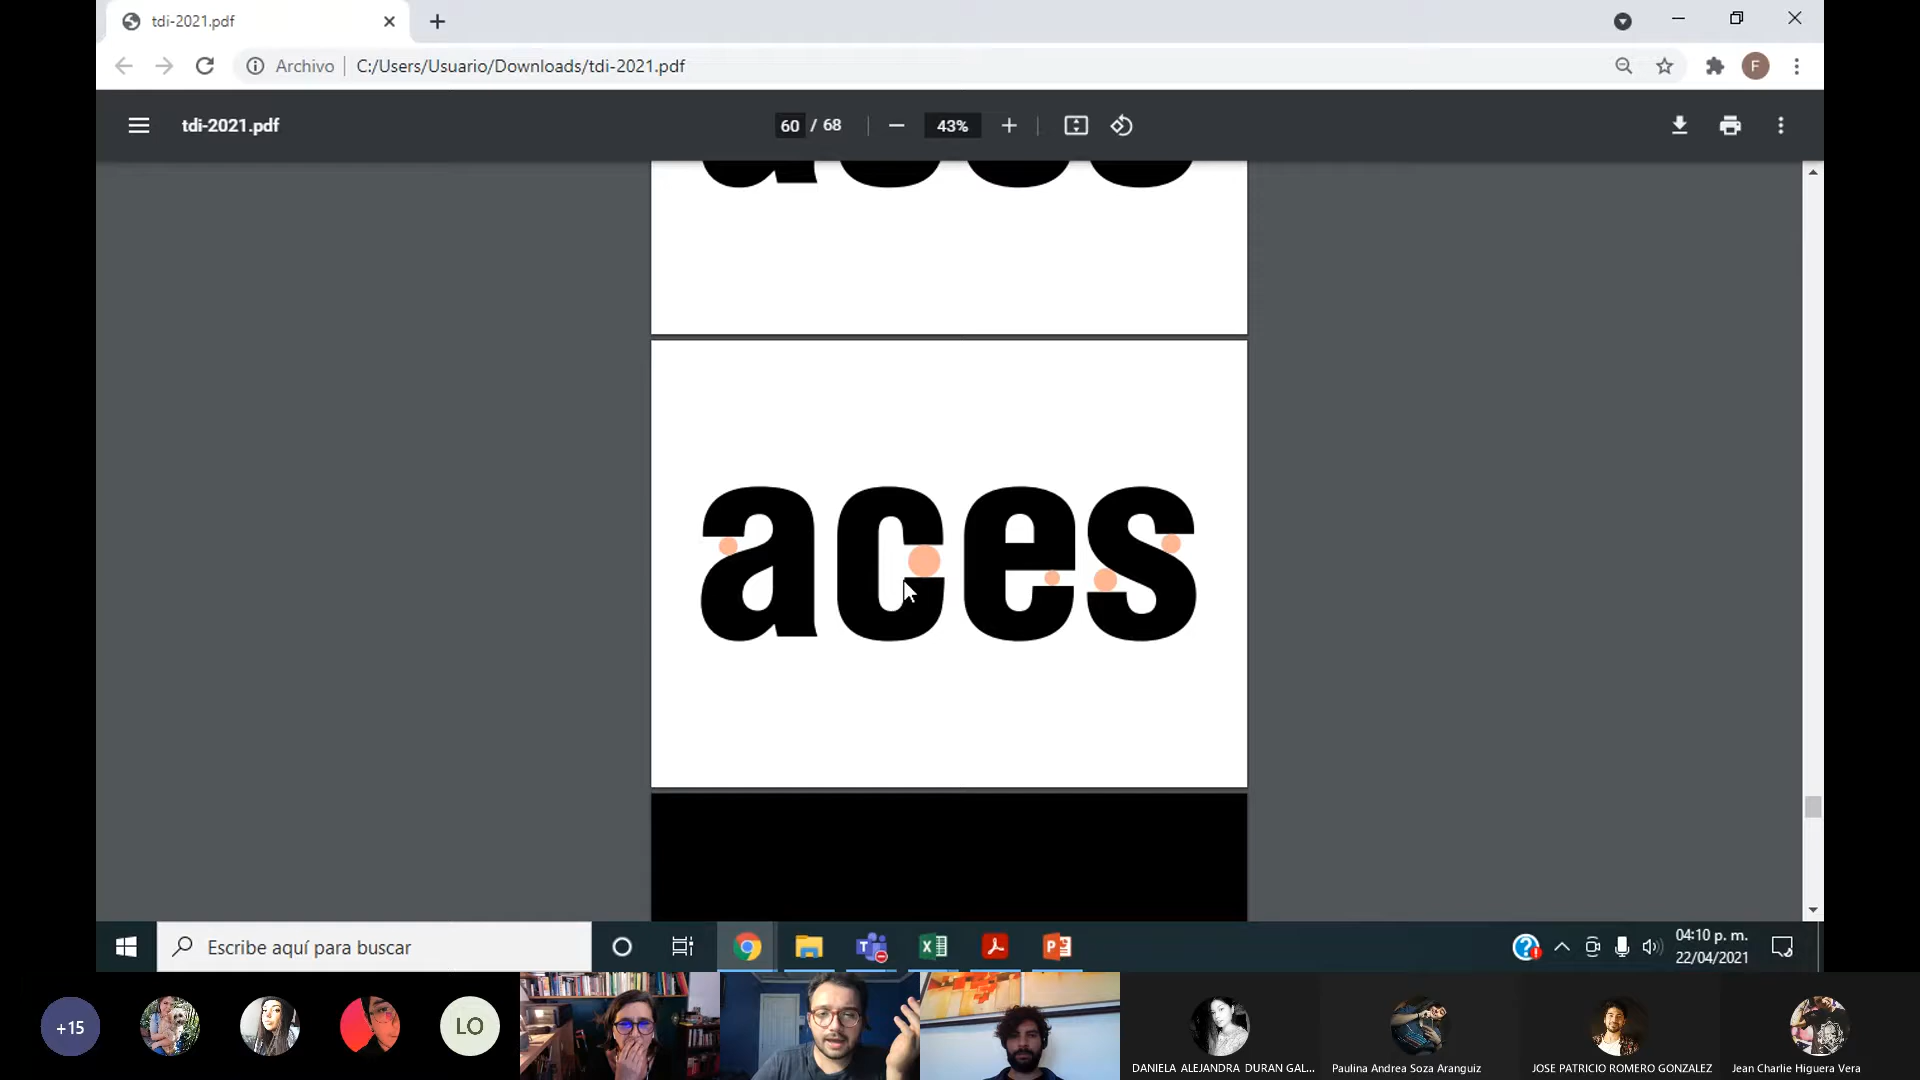 tdi-2021.pdf
Archivo
C:/Users/Usuario/Downloads/tdi-2021.pdf
F
tdi-2021.pdf
60 / 68
43%
aces
Escribe aquí para buscar
04:10 p. m.
22/04/2021
+15
LO
DANIELA ALEJANDRA DURAN GAL...
Paulina Andrea Soza Aranguiz
JOSE PATRICIO ROMERO GONZALEZ
Jean Charlie Higuera Vera